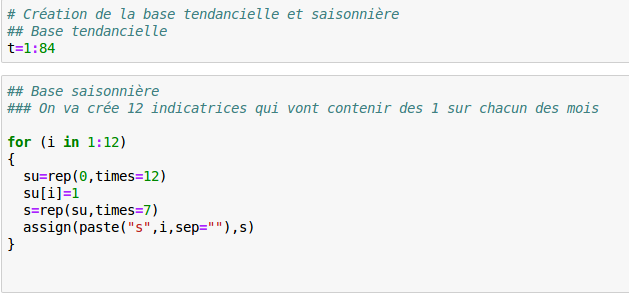 # Création de la base tendancielle et saisonnière
## Base tendancielle
t=1:84
## Base saisonnière
### On va crée 12 indicatrices qui vont contenir des 1 sur chacun des mois
for (i in 1:12)
{
  su=rep(0,times=12)
  su[i]=1
  s=rep(su,times=7)
  assign(paste("s",i,sep=""),s)
}